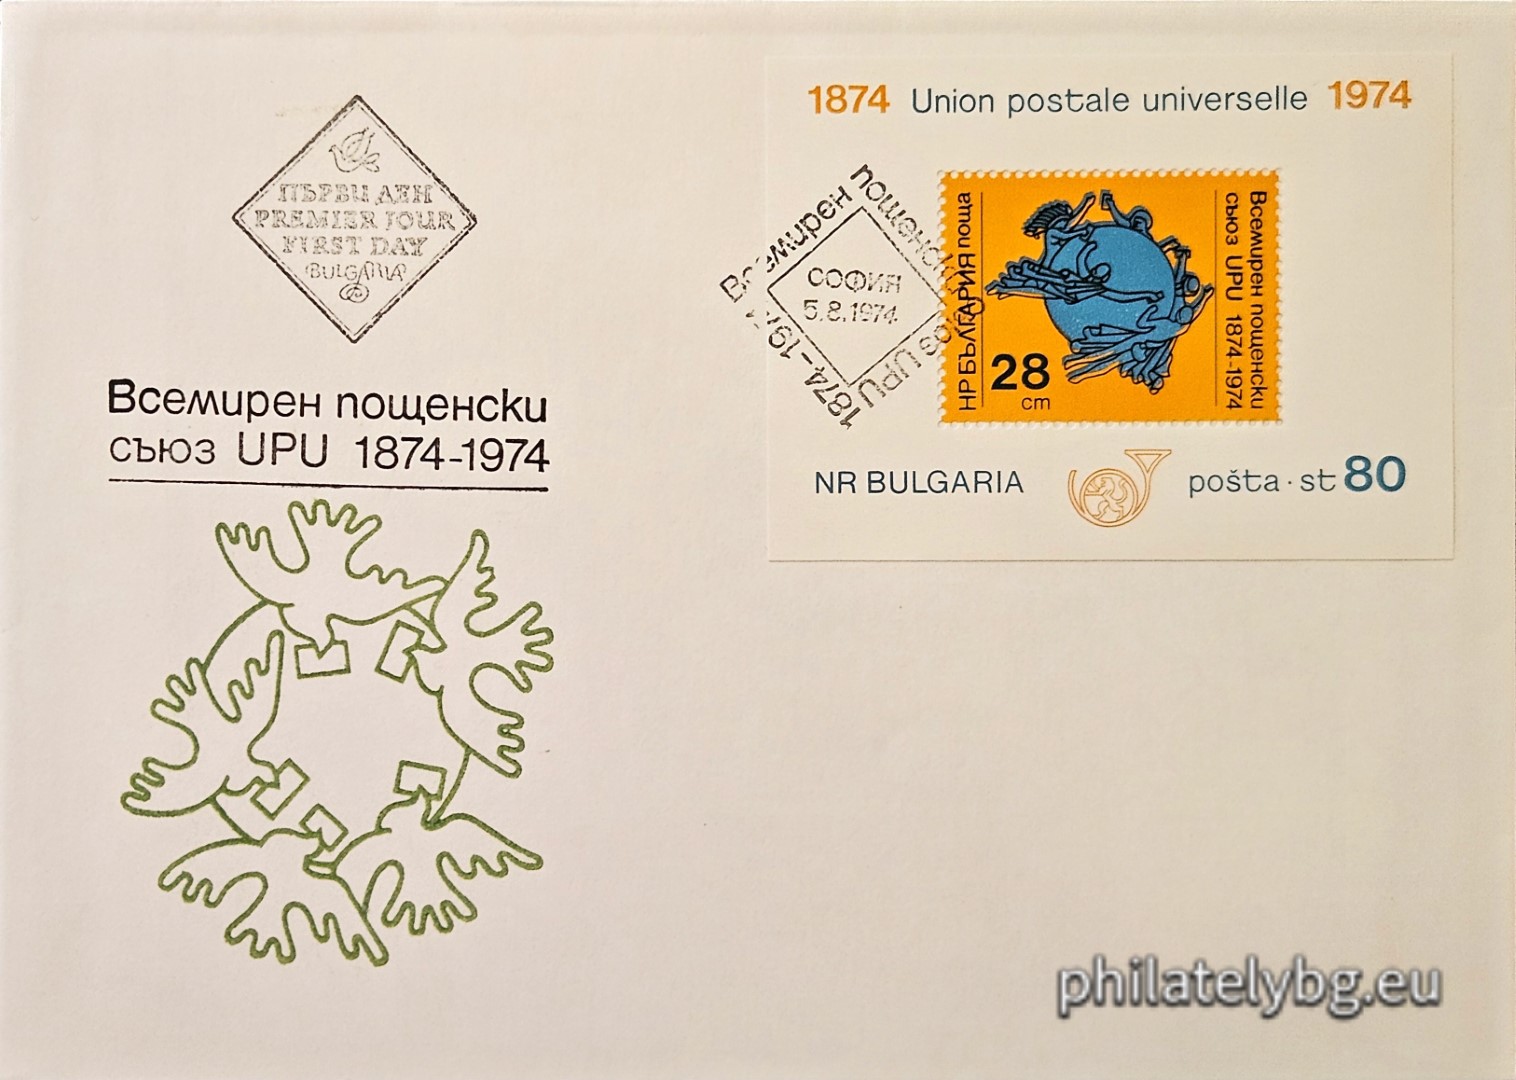 ПЪРВИ ДЕН
PREMIER JOUR
FIRST DAY
BULGARIA
Всемирен пощенски
съюз UPU 1874-1974
1874 Union postale universelle 1974
Всемирен пощенски
съюз UPU
1874-1974
СОФИЯ
5.8.1974
НР БЪЛГАРИЯ поща
28
cm
Всемирен пощенски
съюз UPU 1874-1974
NR BULGARIA
pošta · st 80
philatelybg.eu